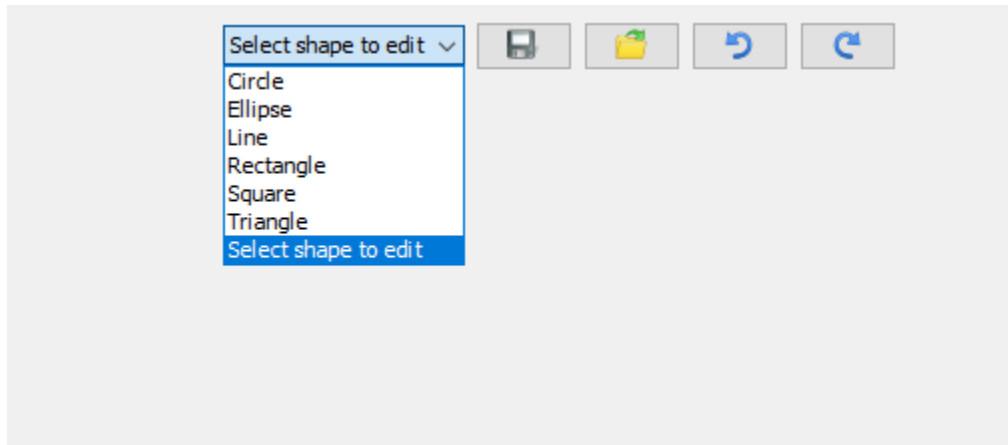 Select shape to edit
Circle
Ellipse
Line
Rectangle
Square
Triangle
Select shape to edit